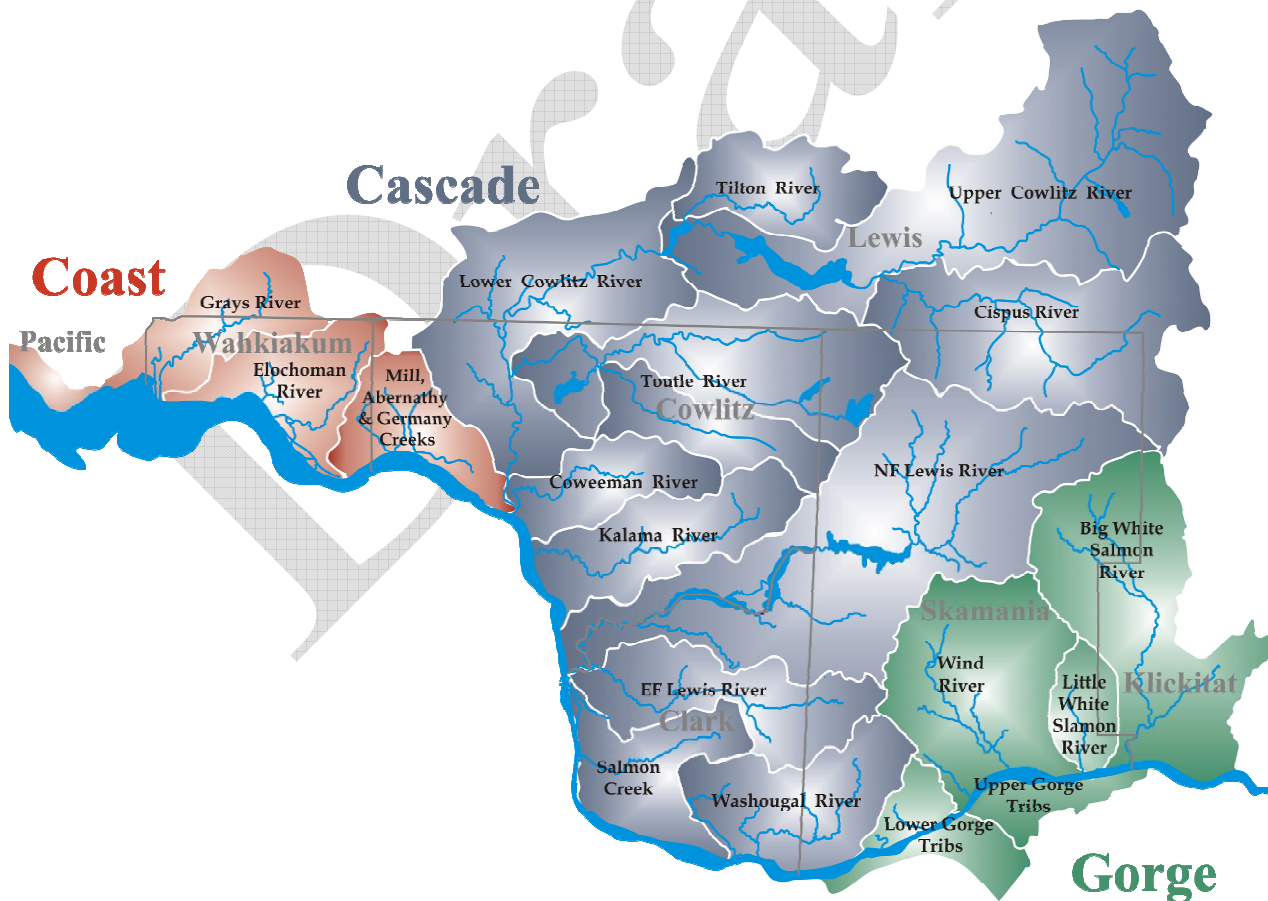 Cascade
Tilton River
Upper Cowlitz River
Lewis
Coast
Lower Cowlitz River
Grays River
Cispus River
Pacific
Wahkiakum
Elochoman
River
Mill,
Abernathy
& Germany
Creeks
Toutle River
Cowlitz
NF Lewis River
Coweeman River
Kalama River
Big White
Salmon
River
Skamania
Wind
River
Little
White
Slamon
River
Klickitat
EF Lewis River
Clark
Salmon
Creek
Washougal River
Upper Gorge
Tribs
Lower Gorge
Tribs
Gorge